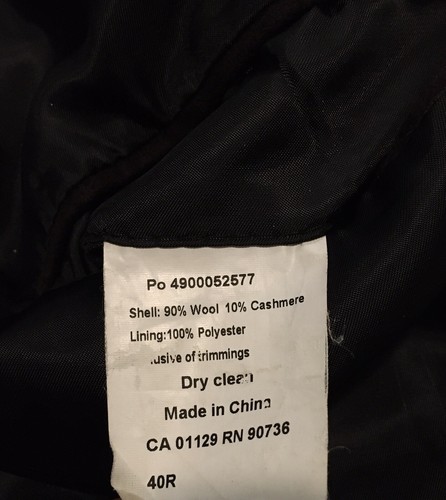 Po 4900052577
Shell: 90% Wool 10% Cashmere
Lining:100% Polyester
usive of trimmings
Dry clean
Made in China
CA 01129 RN 90736
40R